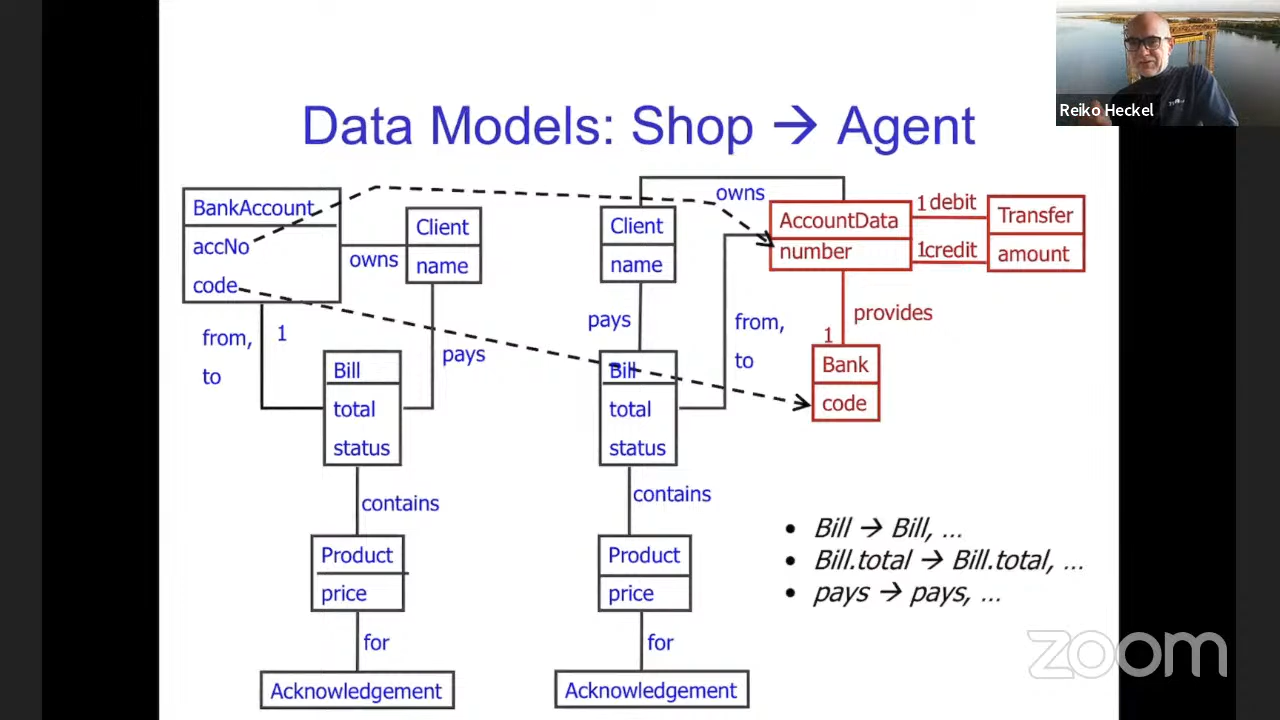 Reiko Heckel
Data Models: Shop → Agent
BankAccount
accNo
code
owns
Client
name
from,
to
1
pays
Bill
total
status
contains
Product
price
for
Acknowledgement
owns
Client
name
pays
Bill
total
status
from,
to
contains
Product
price
for
Acknowledgement
AccountData
number
1 debit
1credit
Transfer
amount
provides
1
Bank
code
• Bill → Bill, ...
• Bill.total → Bill.total, ...
• pays → pays, ...
zoom